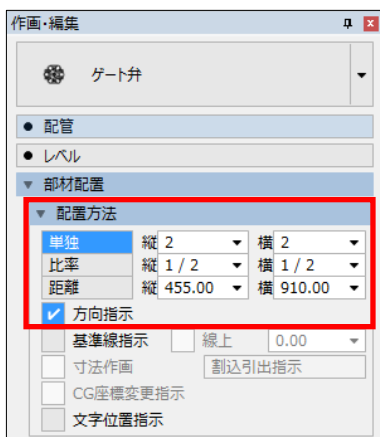 作画・編集
ゲート弁
配管
レベル
部材配置
配置方法
単独 縦 2 横 2
比率 縦 1 / 2 横 1 / 2
距離 縦 455.00 横 910.00
方向指示
基準線指示 線上 0.00
寸法作画 割込引出指示
CG座標変更指示
文字位置指示